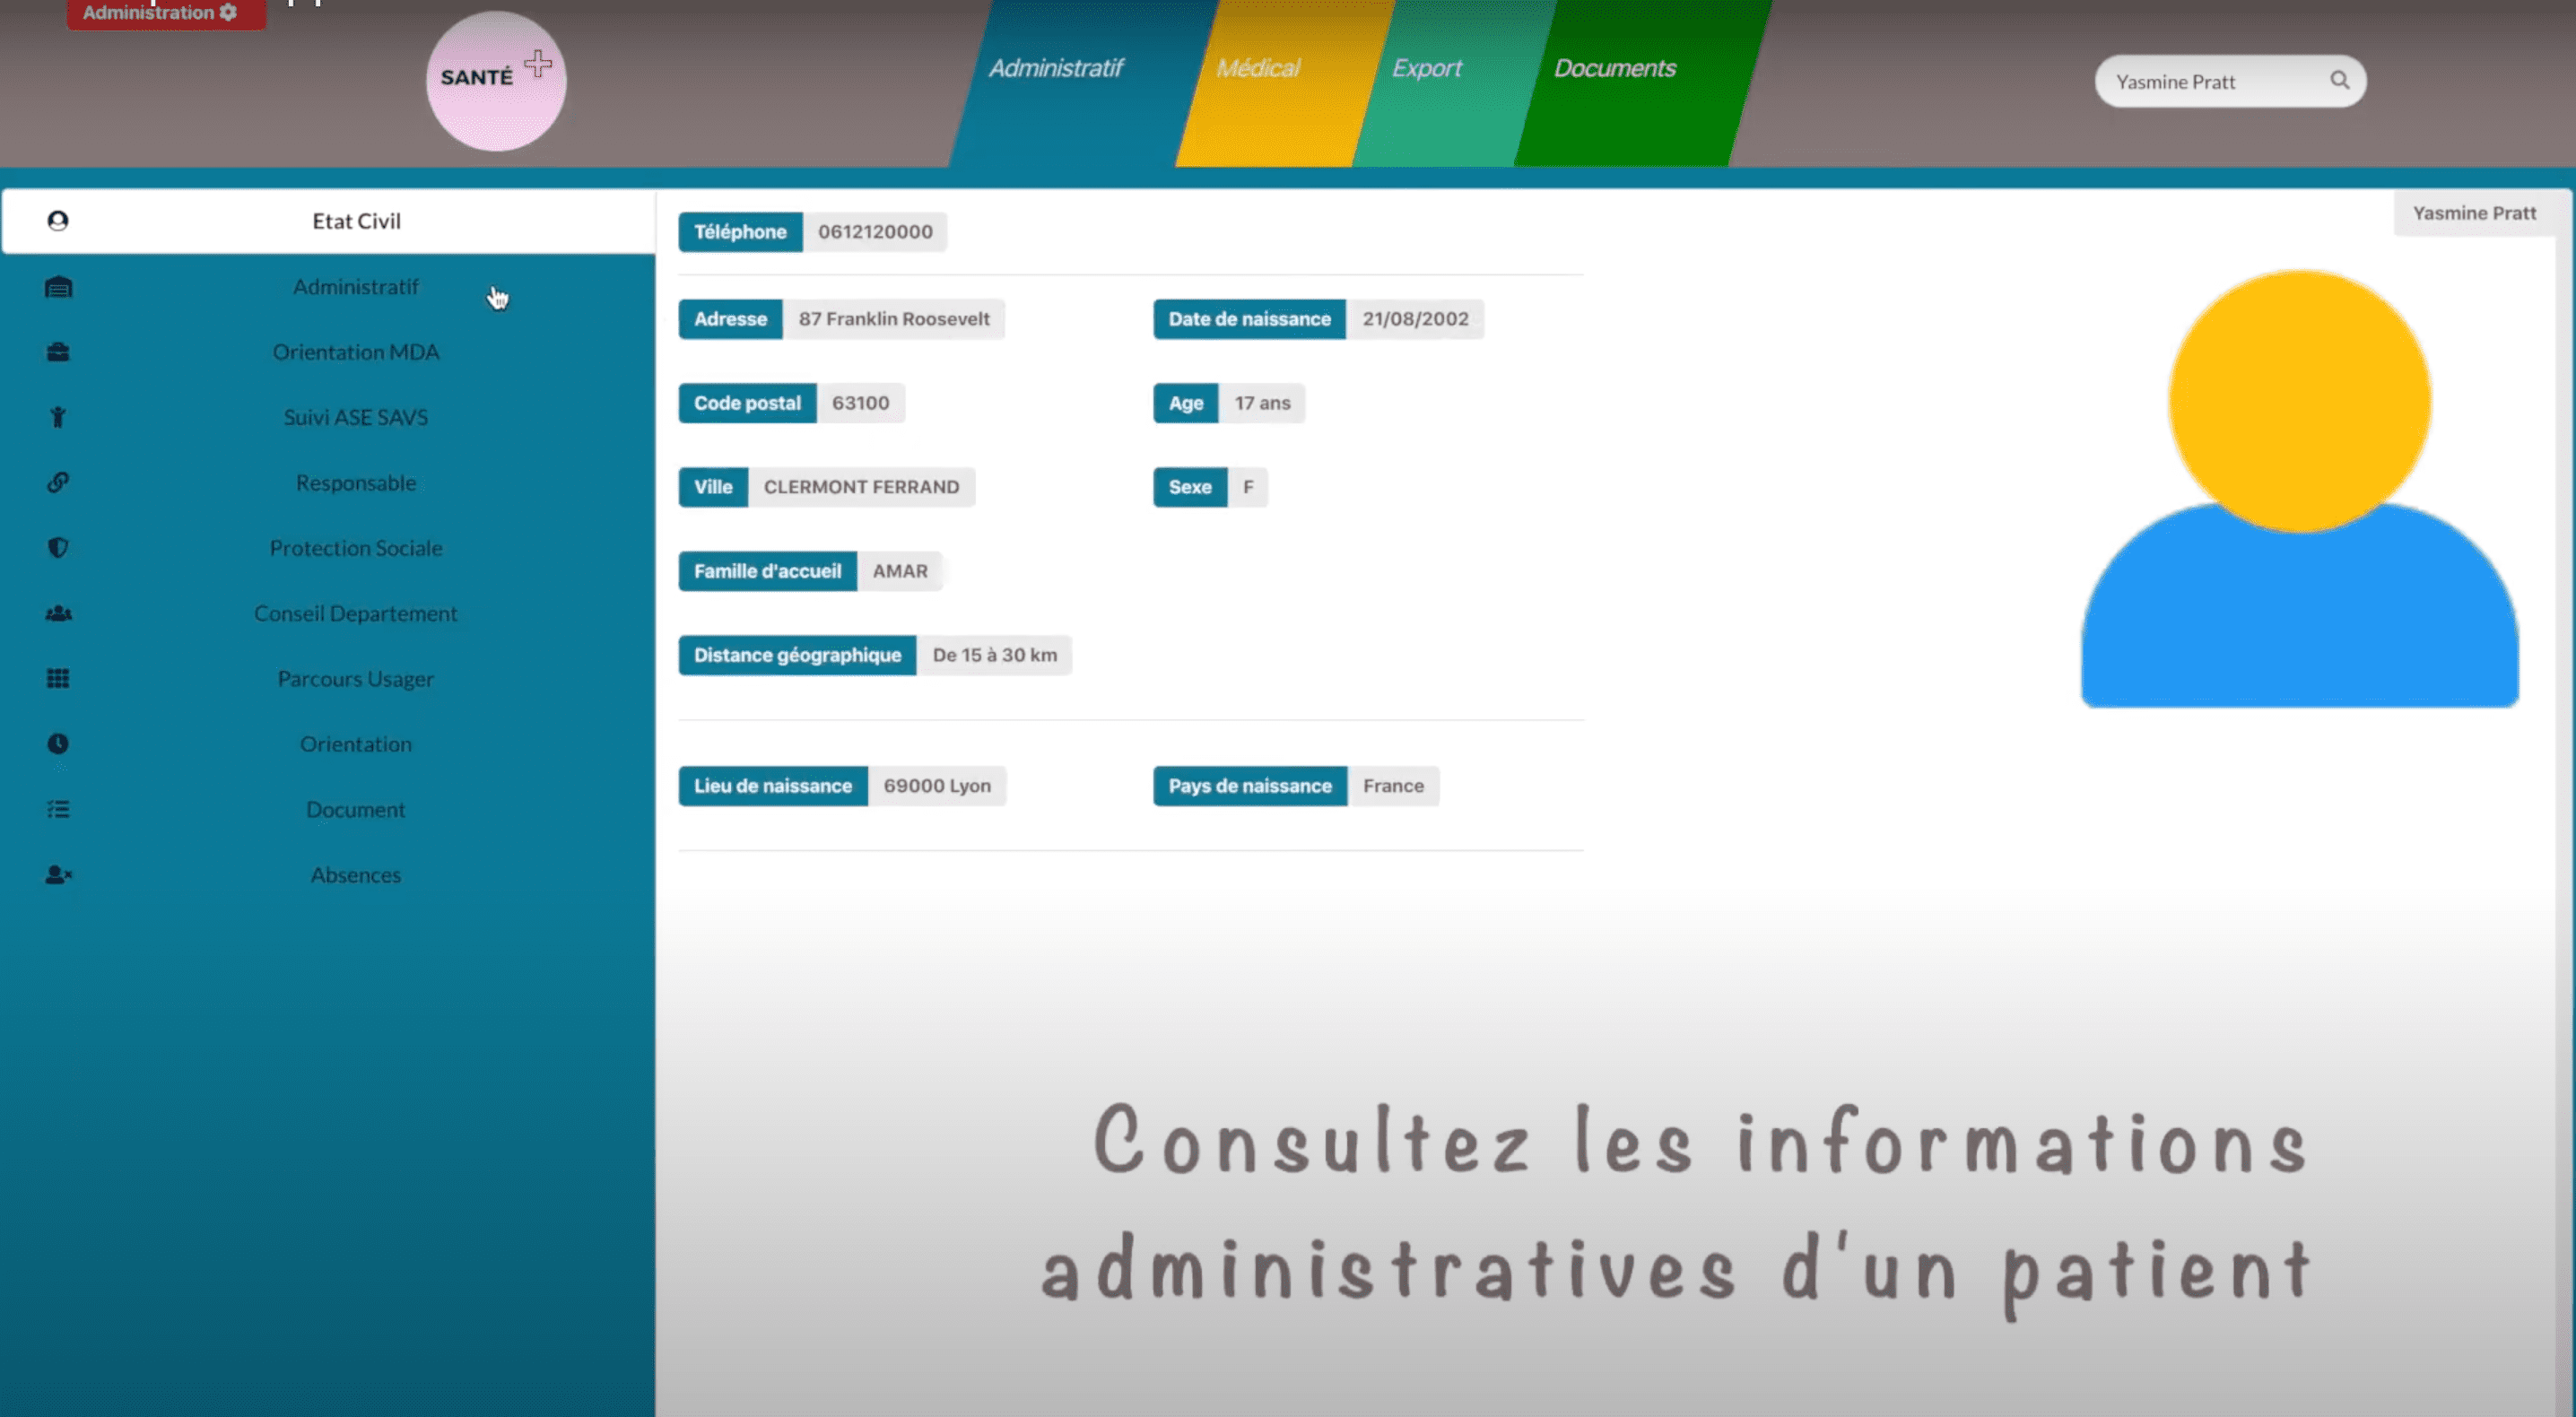 Administration
SANTÉ
Administratif
Médical
Export
Documents
Yasmine Pratt
Etat Civil
Administratif
Orientation MDA
Suivi ASE SAVS
Responsable
Protection Sociale
Conseil Departement
Parcours Usager
Orientation
Document
Absences
Yasmine Pratt
Téléphone 0612120000
Adresse 87 Franklin Roosevelt
Date de naissance 21/08/2002
Code postal 63100
Age 17 ans
Ville CLERMONT FERRAND
Sexe F
Famille d'accueil AMAR
Distance géographique De 15 à 30 km
Lieu de naissance 69000 Lyon
Pays de naissance France
Consultez les informations
administratives d'un patient